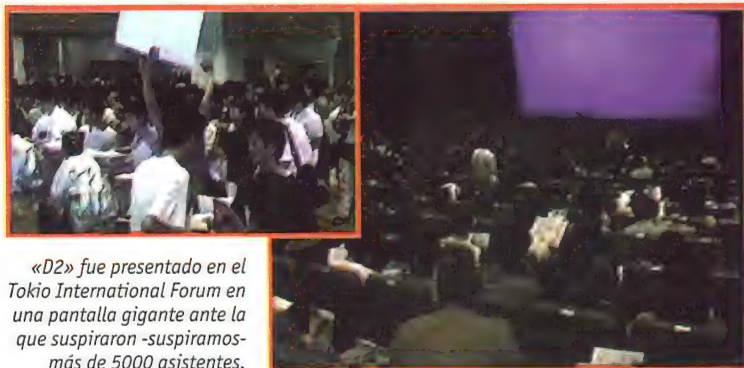 «D2» fue presentado en el
Tokio International Forum en
una pantalla gigante ante la
que suspiraron -suspiramos-
más de 5000 asistentes.